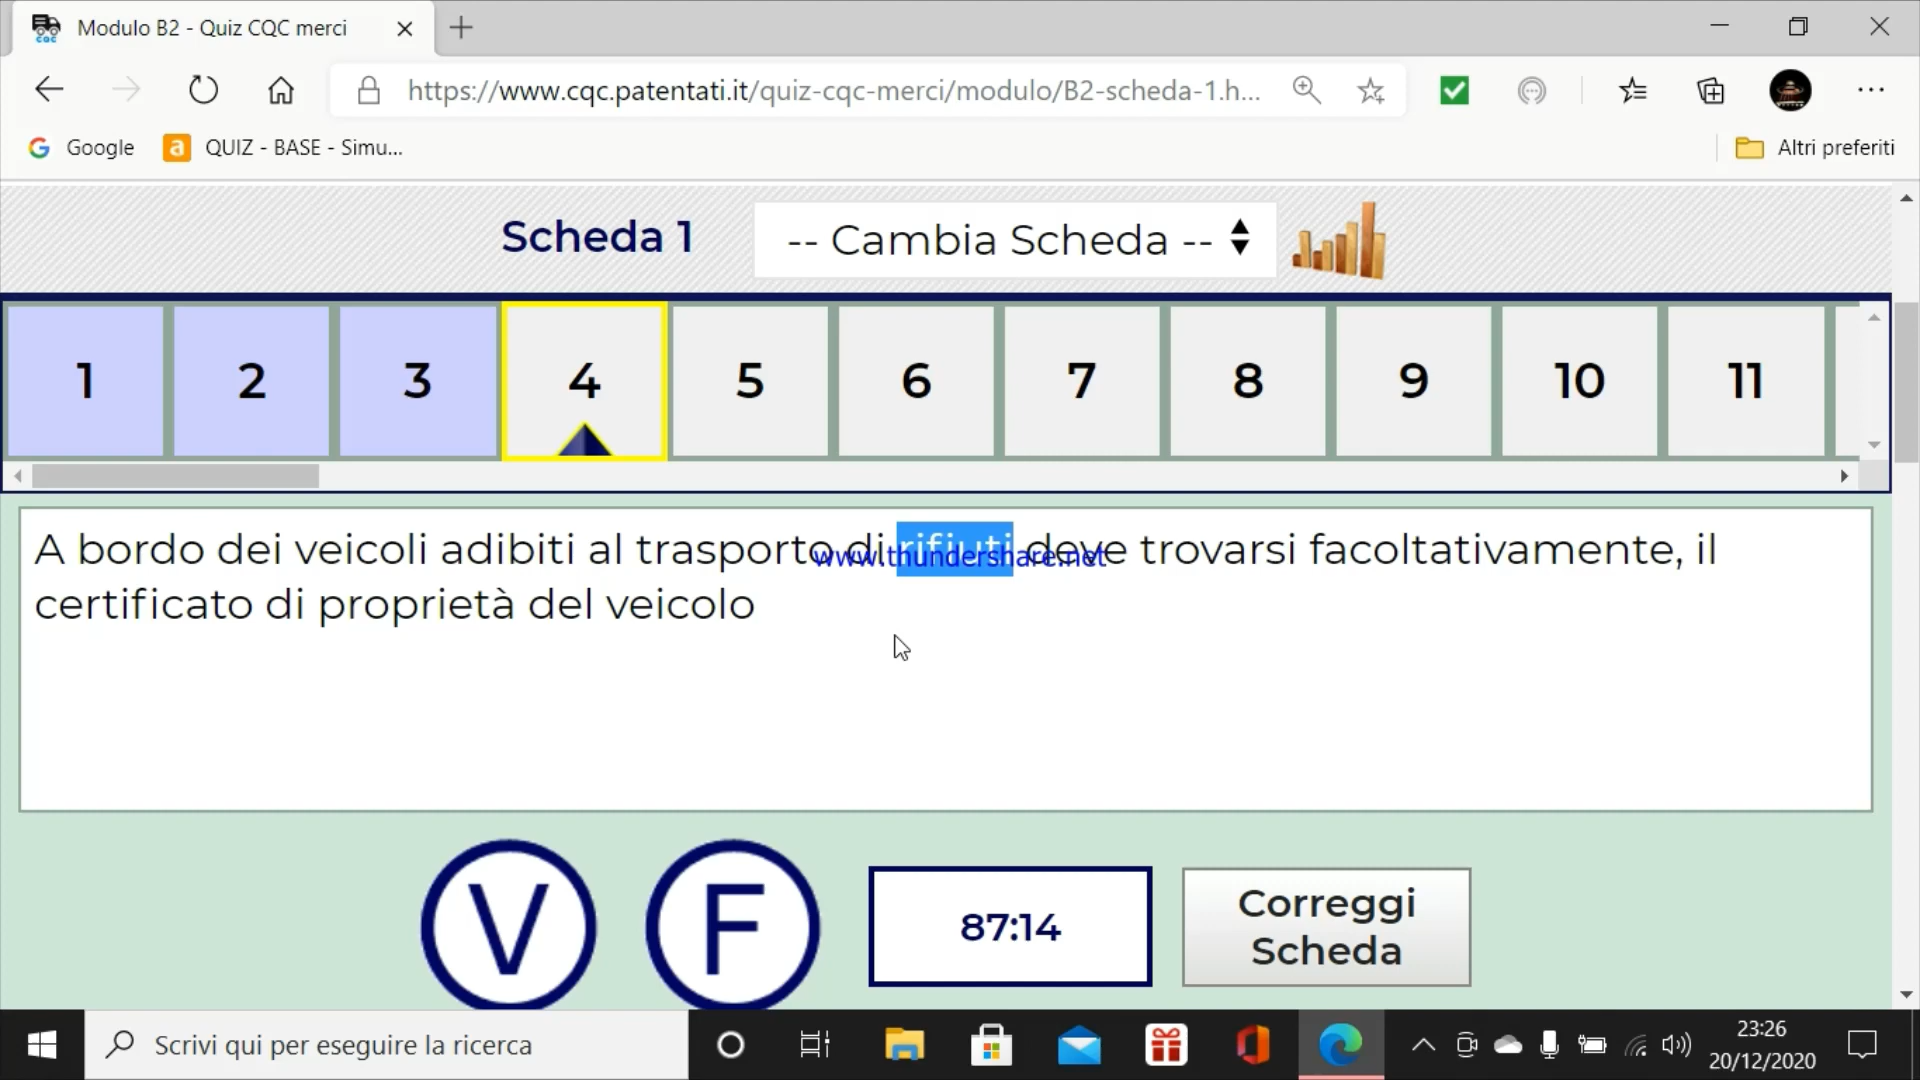 Modulo B2 - Quiz CQC merci
https://www.cqc.patentati.it/quiz-cqc-merci/modulo/B2-scheda-1.h...
Google
QUIZ - BASE - Simu...
Altri preferiti
Scheda 1
-- Cambia Scheda --
1 2 3 4 5 6 7 8 9 10 11
A bordo dei veicoli adibiti al trasporto di rifiuti deve trovarsi facoltativamente, il
certificato di proprietà del veicolo
www.thundershare.net
V F
87:14
Correggi
Scheda
Scrivi qui per eseguire la ricerca
23:26
20/12/2020